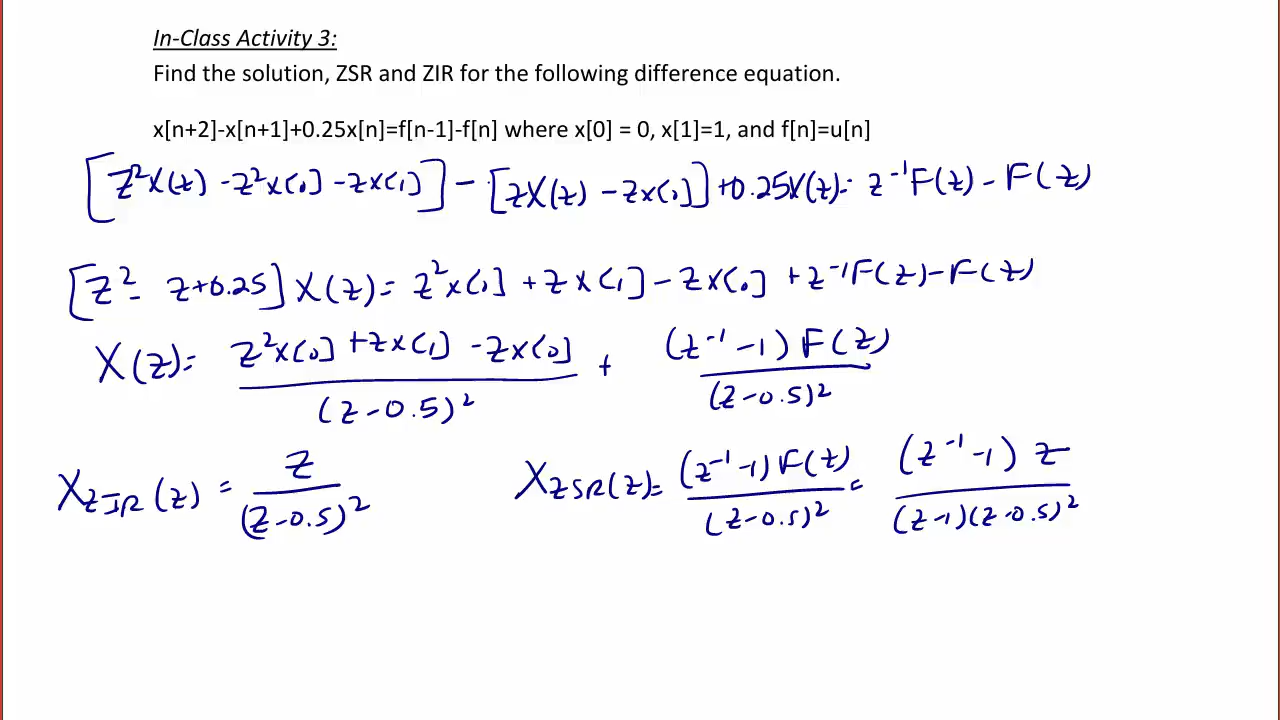 In-Class Activity 3:
Find the solution, ZSR and ZIR for the following difference equation.
x[n+2]-x[n+1]+0.25x[n]=f[n-1]-f[n] where x[0] = 0, x[1]=1, and f[n]=u[n]
[z²X(z) - z²x[0] - zx[1]] - [zX(z) - zx[0]] + 0.25X(z) = z⁻¹F(z) - F(z)
[z² - z+0.25] X(z) = z²x[0] + zx[1] - zx[0] + z⁻¹F(z) - F(z)
X(z) = (z²x[0] + zx[1] - zx[0]) / (z-0.5)² + (z⁻¹ - 1) F(z) / (z-0.5)²
X_ZIR(z) = z / (z-0.5)² X_ZSR(z) = (z⁻¹ - 1) F(z) / (z-0.5)² = (z⁻¹ - 1) z / (z-1)(z-0.5)²